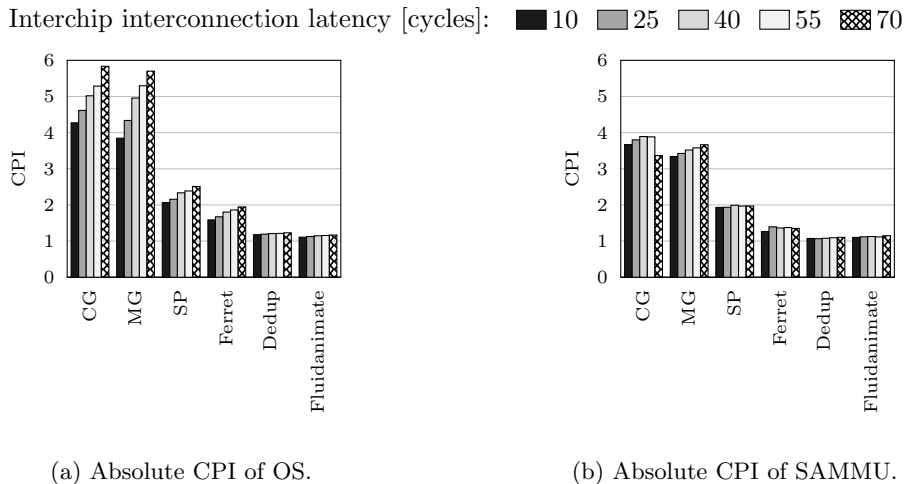 Interchip interconnection latency [cycles]: 10 25 40 55 70
CPI
6
5
4
3
2
1
0
CG
MG
SP
Ferret
Dedup
Fluidanimate
(a) Absolute CPI of OS.
CPI
6
5
4
3
2
1
0
CG
MG
SP
Ferret
Dedup
Fluidanimate
(b) Absolute CPI of SAMMU.